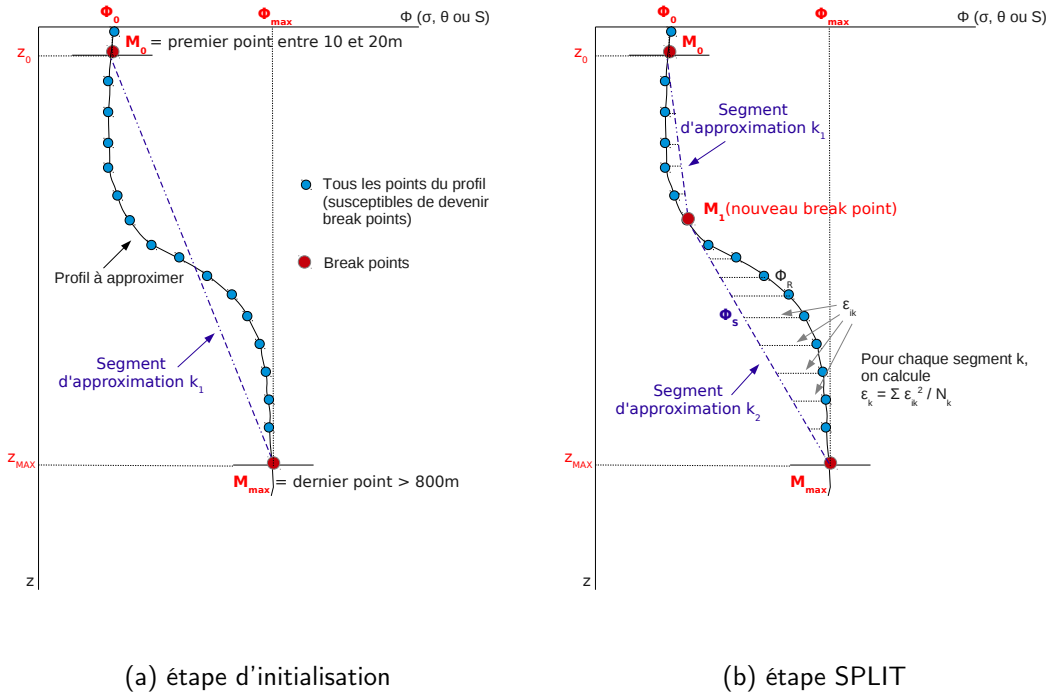 Φ0
Φmax
Φ (σ, θ ou S)
M0 = premier point entre 10 et 20m
z0
Tous les points du profil
(susceptibles de devenir
break points)
Break points
Profil à approximer
Segment
d'approximation k1
zMAX
Mmax = dernier point > 800m
z
(a) étape d'initialisation
Φ0
Φmax
Φ (σ, θ ou S)
M0
z0
Segment
d'approximation k1
M1 (nouveau break point)
ΦR
Φs
εik
Pour chaque segment k,
on calcule
εk = Σ εik² / Nk
Segment
d'approximation k2
zMAX
Mmax
z
(b) étape SPLIT